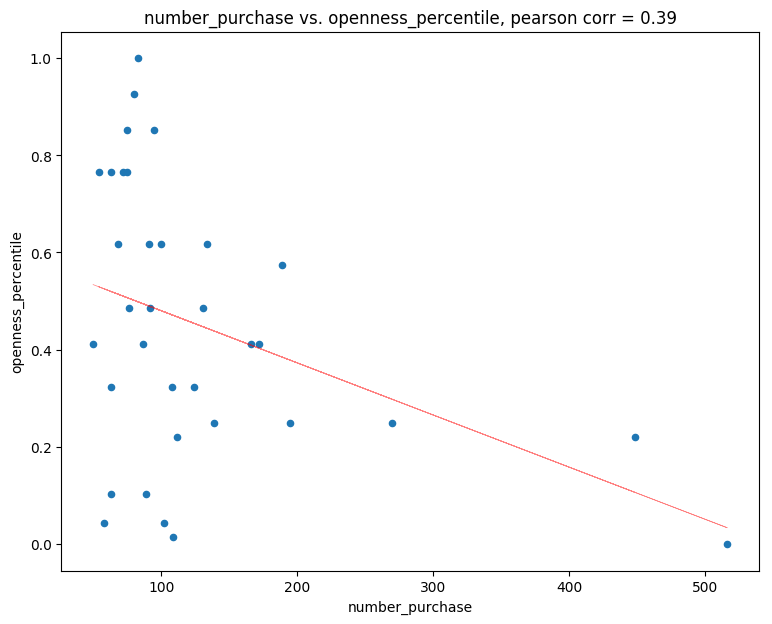 number_purchase vs. openness_percentile, pearson corr = 0.39
1.0
0.8
0.6
0.4
0.2
0.0
openness_percentile
100 200 300 400 500
number_purchase